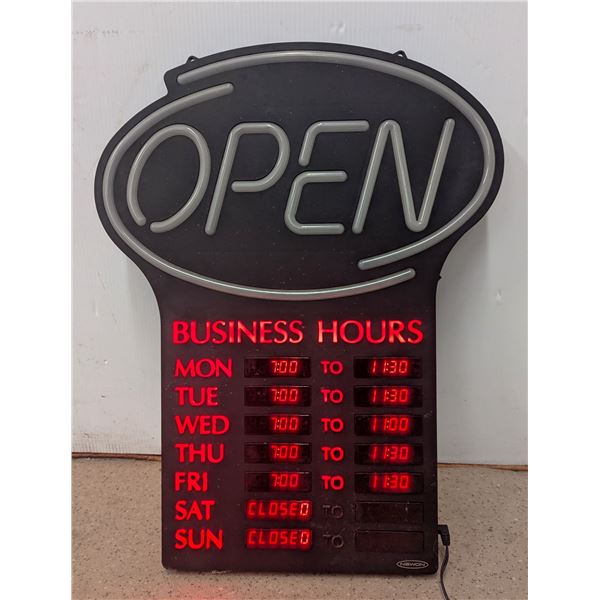 OPEN
BUSINESS HOURS
MON 7:00 TO 11:30
TUE 7:00 TO 11:30
WED 7:00 TO 11:00
THU 7:00 TO 11:30
FRI 7:00 TO 11:30
SAT CLOSED TO
SUN CLOSED TO
NEWON